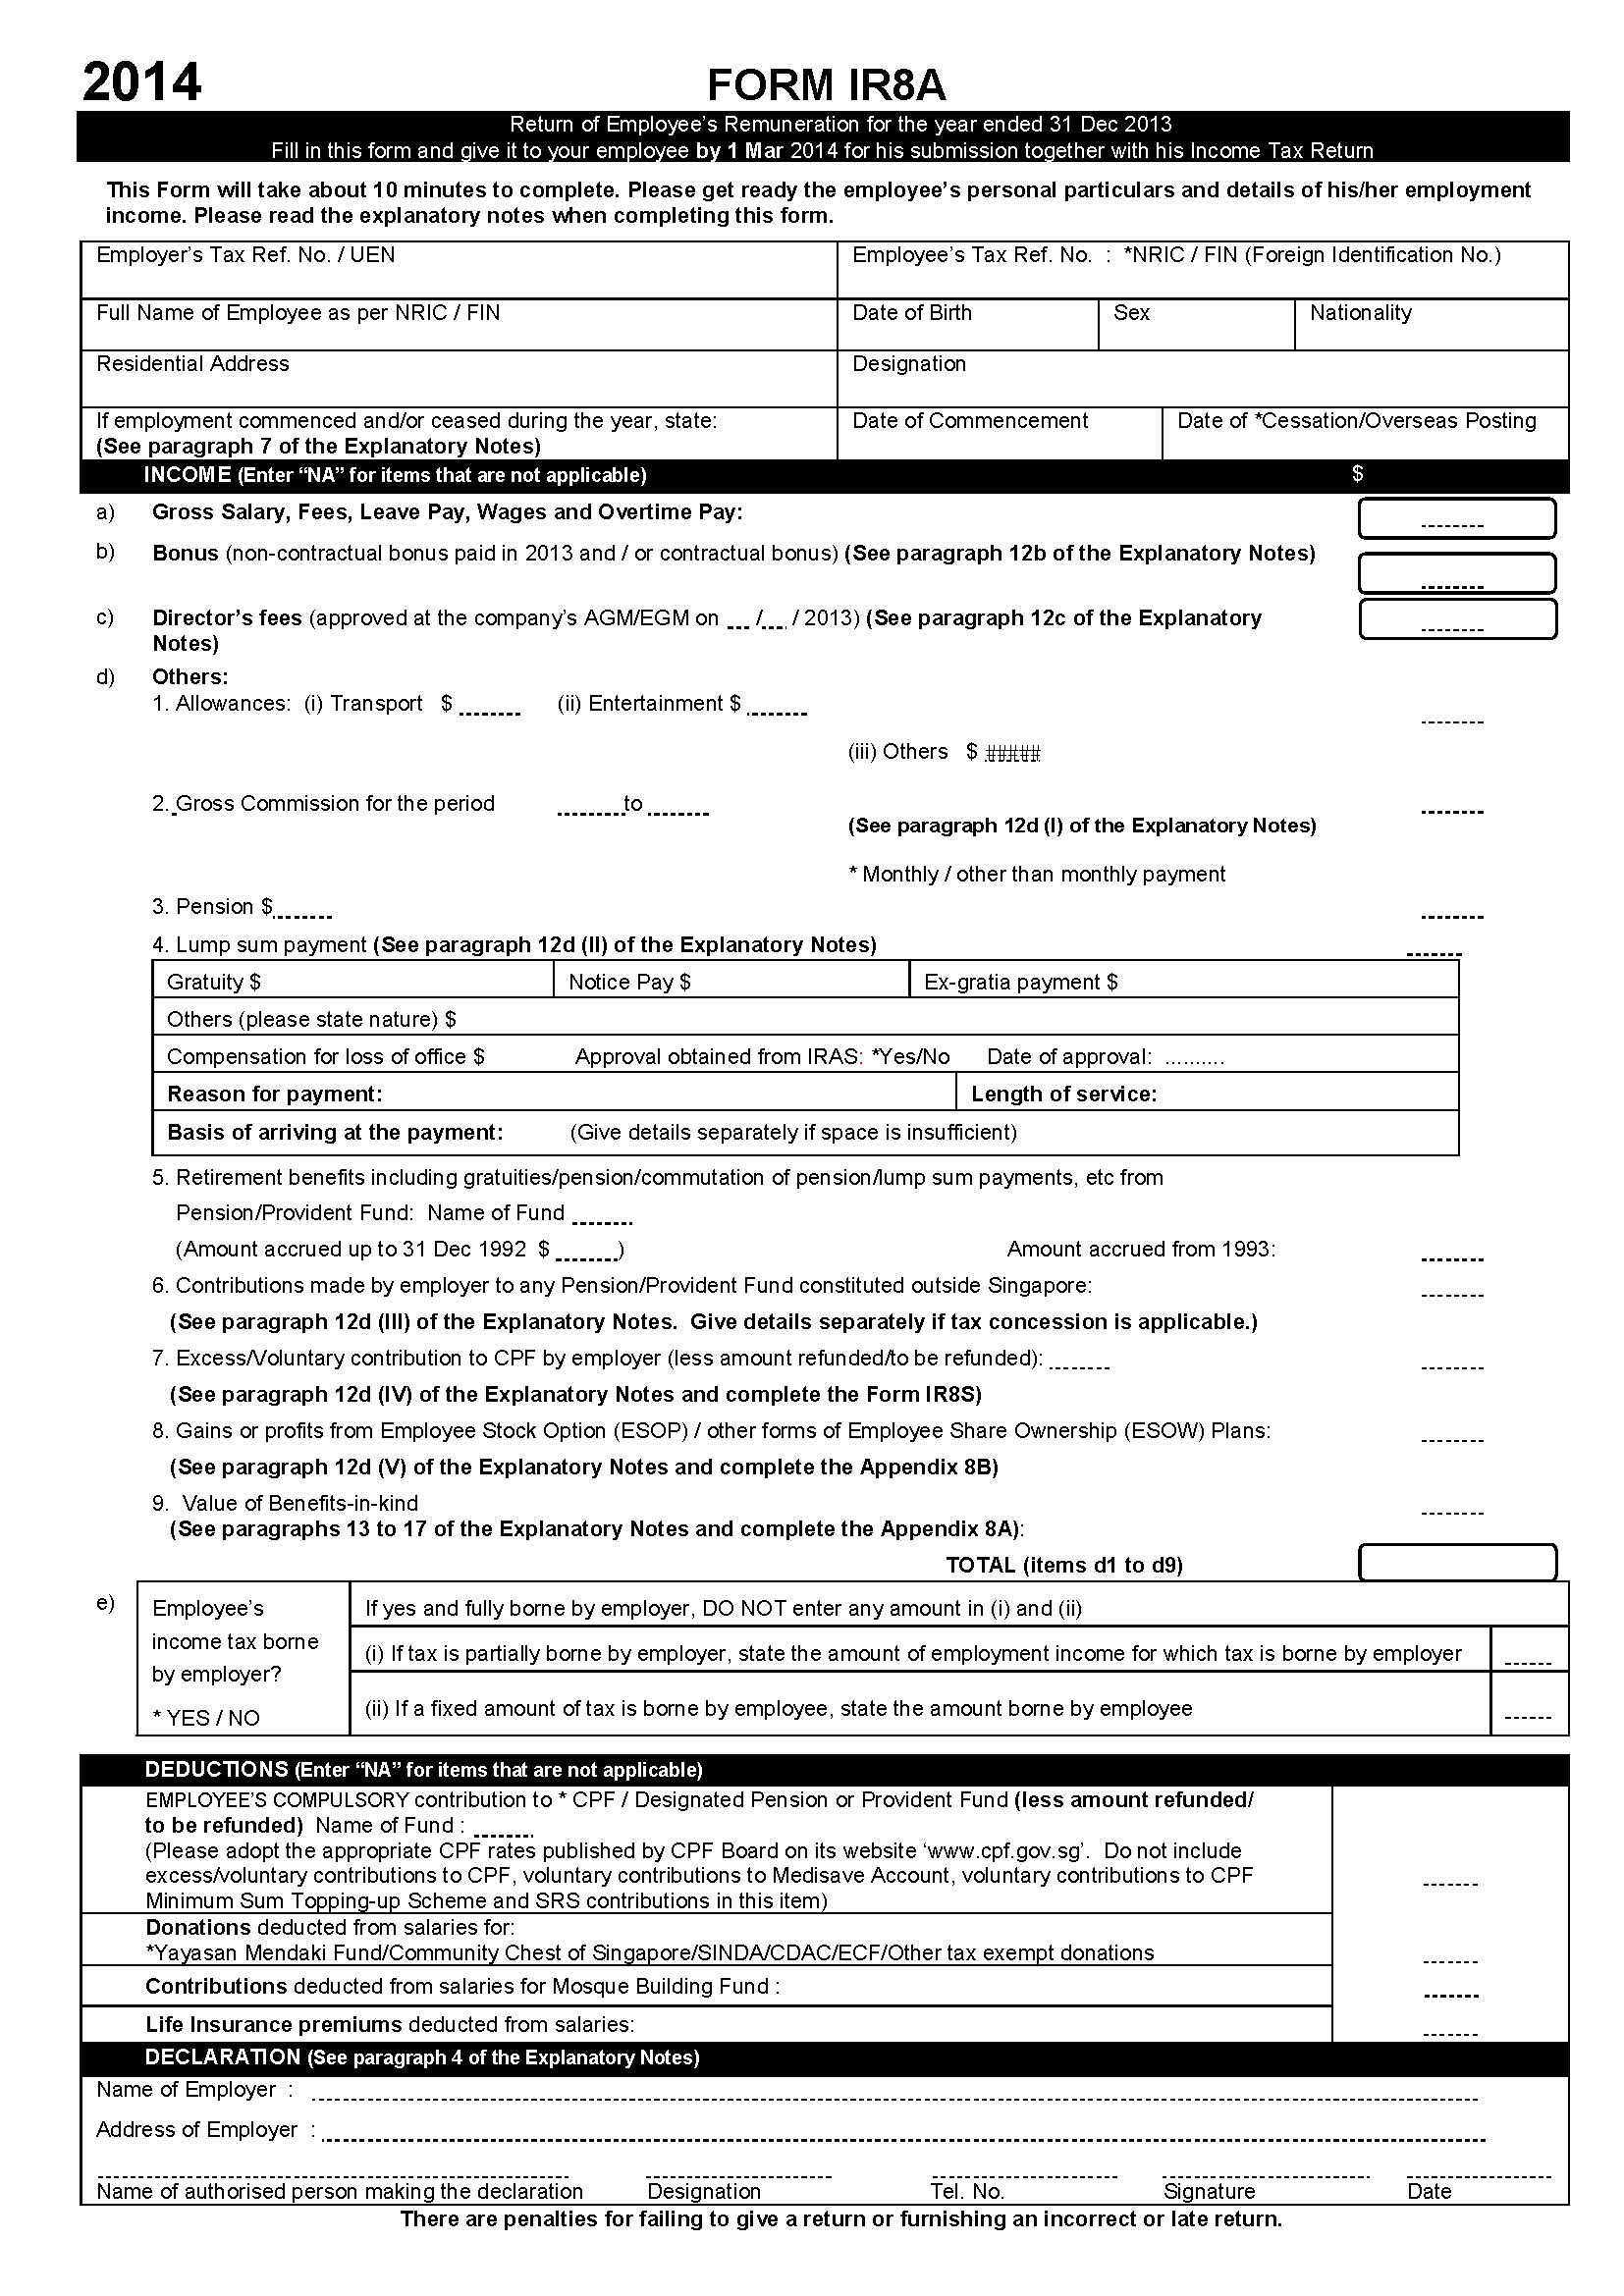 2014 FORM IR8A
Return of Employee's Remuneration for the year ended 31 Dec 2013
Fill in this form and give it to your employee by 1 Mar 2014 for his submission together with his Income Tax Return
This Form will take about 10 minutes to complete. Please get ready the employee's personal particulars and details of his/her employment
income. Please read the explanatory notes when completing this form.
Employer's Tax Ref. No. / UEN Employee's Tax Ref. No. : *NRIC / FIN (Foreign Identification No.)
Full Name of Employee as per NRIC / FIN Date of Birth Sex Nationality
Residential Address Designation
If employment commenced and/or ceased during the year, state: Date of Commencement Date of *Cessation/Overseas Posting
(See paragraph 7 of the Explanatory Notes)
INCOME (Enter “NA” for items that are not applicable) $
a) Gross Salary, Fees, Leave Pay, Wages and Overtime Pay: --------
b) Bonus (non-contractual bonus paid in 2013 and / or contractual bonus) (See paragraph 12b of the Explanatory Notes) --------
c) Director's fees (approved at the company's AGM/EGM on ... /... / 2013) (See paragraph 12c of the Explanatory --------
Notes)
d) Others:
1. Allowances: (i) Transport $ ........ (ii) Entertainment $ ........ --------
(iii) Others $ #####
2. Gross Commission for the period .........to ........ --------
(See paragraph 12d (I) of the Explanatory Notes)
* Monthly / other than monthly payment
3. Pension $........ --------
4. Lump sum payment (See paragraph 12d (II) of the Explanatory Notes) -------
Gratuity $ Notice Pay $ Ex-gratia payment $
Others (please state nature) $
Compensation for loss of office $ Approval obtained from IRAS: *Yes/No Date of approval: ..........
Reason for payment: Length of service:
Basis of arriving at the payment: (Give details separately if space is insufficient)
5. Retirement benefits including gratuities/pension/commutation of pension/lump sum payments, etc from
Pension/Provident Fund: Name of Fund ........
(Amount accrued up to 31 Dec 1992 $ ........) Amount accrued from 1993: --------
6. Contributions made by employer to any Pension/Provident Fund constituted outside Singapore: --------
(See paragraph 12d (III) of the Explanatory Notes. Give details separately if tax concession is applicable.)
7. Excess/Voluntary contribution to CPF by employer (less amount refunded/to be refunded): ........ --------
(See paragraph 12d (IV) of the Explanatory Notes and complete the Form IR8S)
8. Gains or profits from Employee Stock Option (ESOP) / other forms of Employee Share Ownership (ESOW) Plans: --------
(See paragraph 12d (V) of the Explanatory Notes and complete the Appendix 8B)
9. Value of Benefits-in-kind --------
(See paragraphs 13 to 17 of the Explanatory Notes and complete the Appendix 8A):
TOTAL (items d1 to d9)
e) Employee's If yes and fully borne by employer, DO NOT enter any amount in (i) and (ii)
income tax borne (i) If tax is partially borne by employer, state the amount of employment income for which tax is borne by employer ------
by employer?
* YES / NO (ii) If a fixed amount of tax is borne by employee, state the amount borne by employee ------
DEDUCTIONS (Enter “NA” for items that are not applicable)
EMPLOYEE'S COMPULSORY contribution to * CPF / Designated Pension or Provident Fund (less amount refunded/
to be refunded) Name of Fund : ........
(Please adopt the appropriate CPF rates published by CPF Board on its website ‘www.cpf.gov.sg’. Do not include
excess/voluntary contributions to CPF, voluntary contributions to Medisave Account, voluntary contributions to CPF -------
Minimum Sum Topping-up Scheme and SRS contributions in this item)
Donations deducted from salaries for:
*Yayasan Mendaki Fund/Community Chest of Singapore/SINDA/CDAC/ECF/Other tax exempt donations -------
Contributions deducted from salaries for Mosque Building Fund : -------
Life Insurance premiums deducted from salaries: -------
DECLARATION (See paragraph 4 of the Explanatory Notes)
Name of Employer :
Address of Employer :
Name of authorised person making the declaration Designation Tel. No. Signature Date
There are penalties for failing to give a return or furnishing an incorrect or late return.